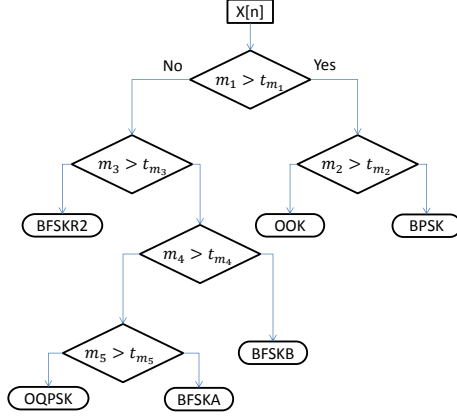 X[n]
No
Yes
m₁ > tₘ₁
m₃ > tₘ₃
m₂ > tₘ₂
BFSKR2
OOK
BPSK
m₄ > tₘ₄
BFSKB
m₅ > tₘ₅
OQPSK
BFSKA